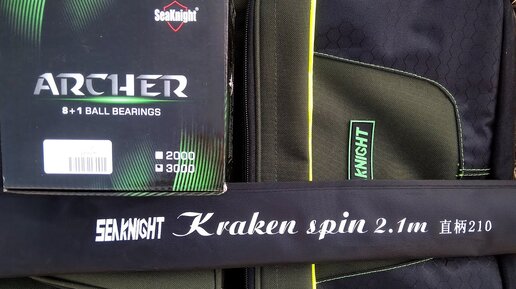 SeaKnight®
ARCHER
8+1 BALL BEARINGS
2000
3000
KNIGHT
SEAKNIGHT Kraken spin 2.1m 直柄210